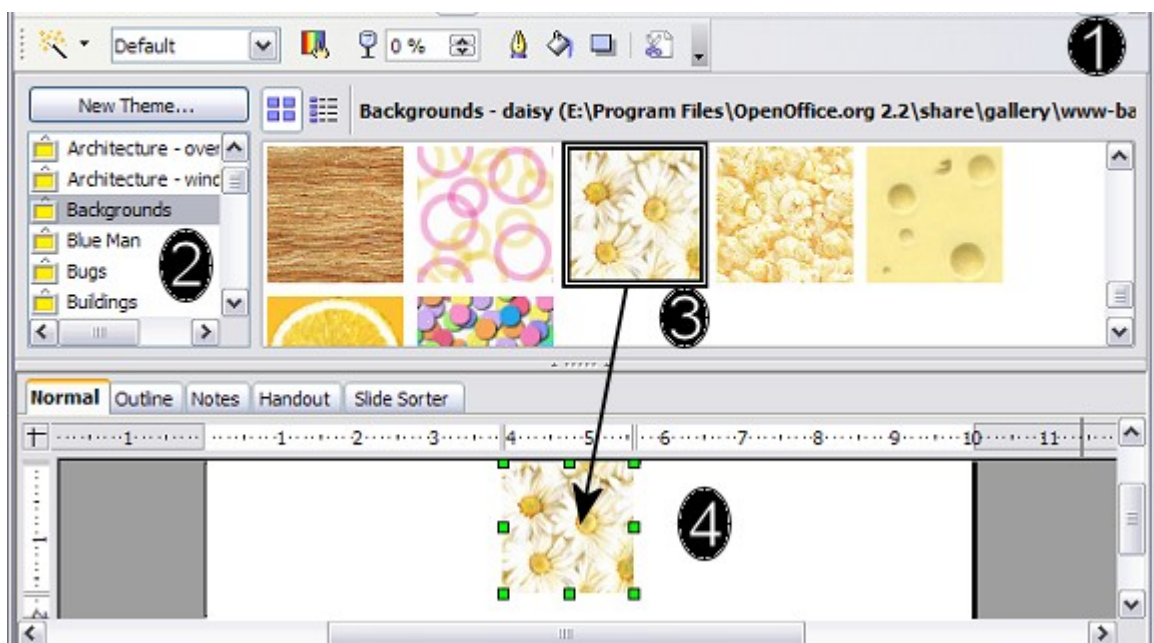 1
Default
0 %
New Theme...
Backgrounds - daisy (E:\Program Files\OpenOffice.org 2.2\share\gallery\www-ba
Architecture - over
Architecture - winc
Backgrounds
Blue Man
Bugs
Buildings
2
3
Normal Outline Notes Handout Slide Sorter
1 1 2 3 4 5 6 7 8 9 10 11
1
4